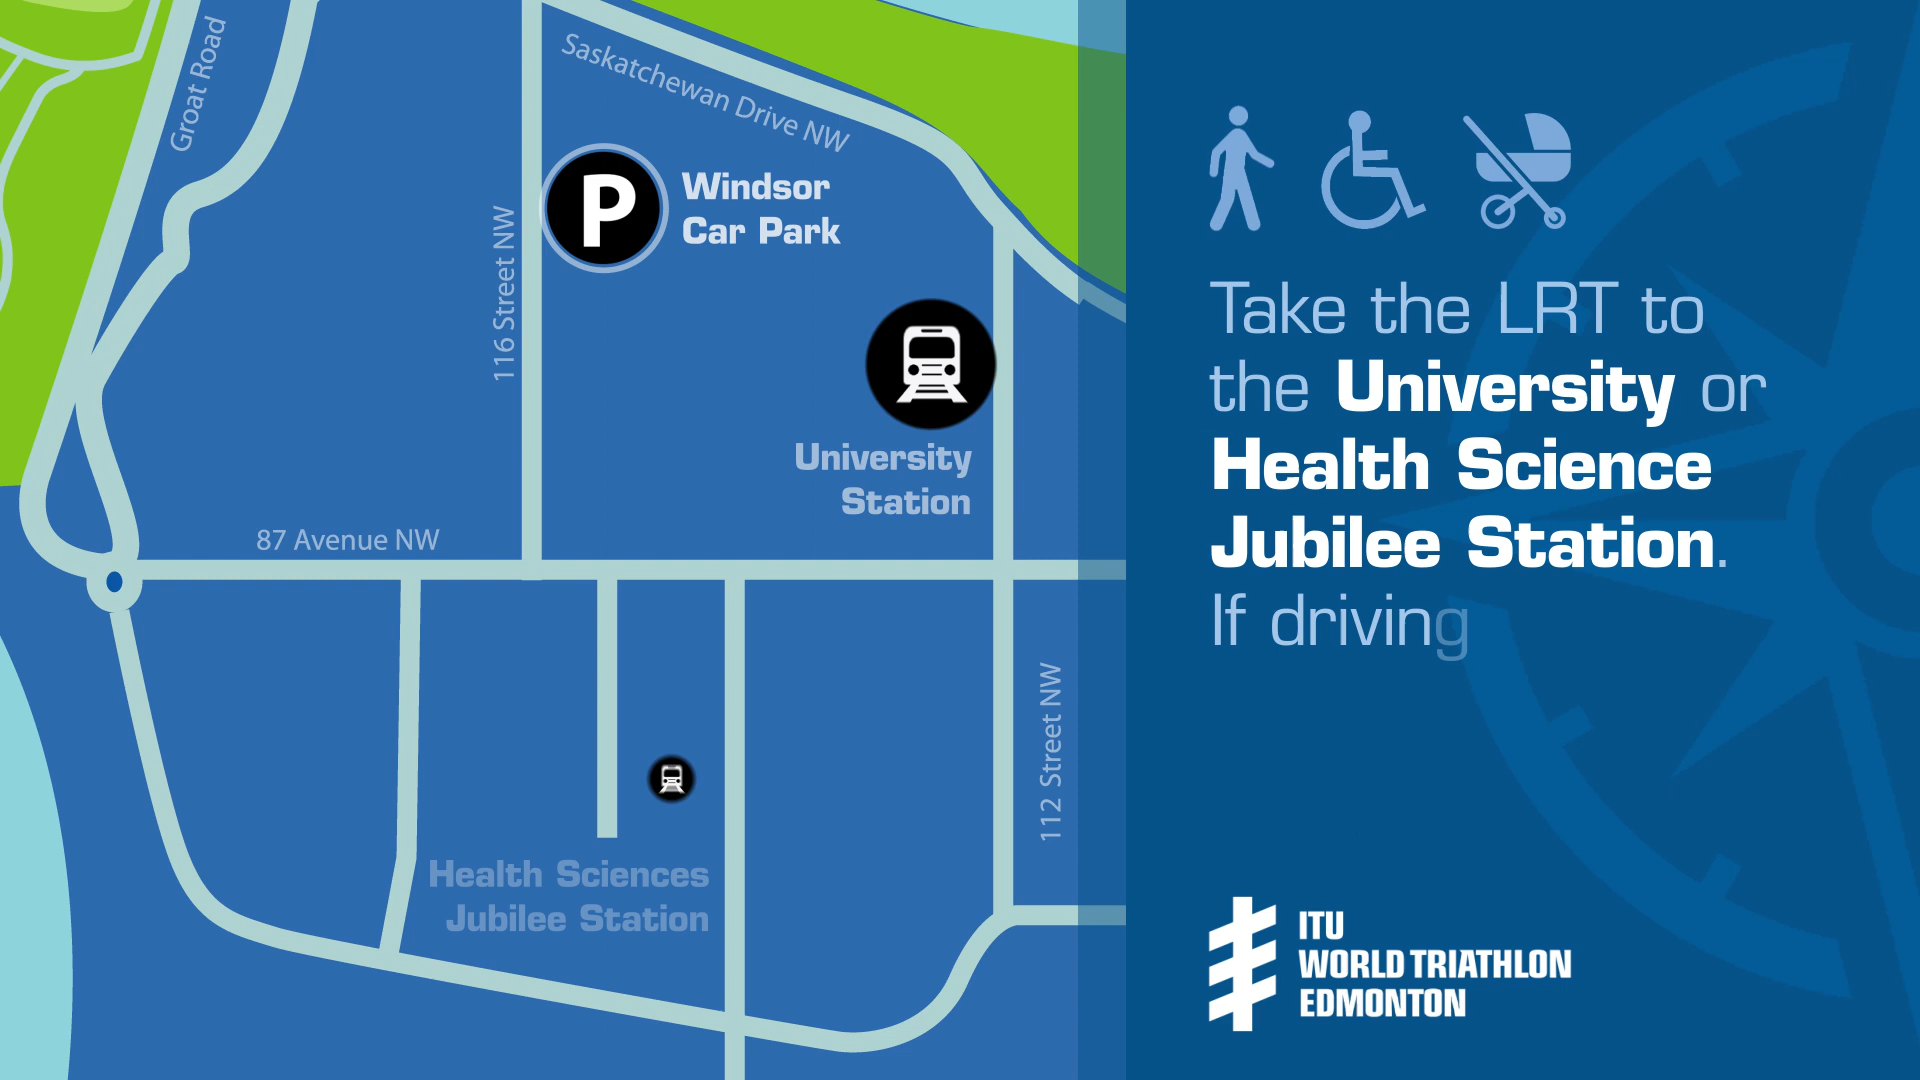 Groat Road
Saskatchewan Drive NW
P
Windsor
Car Park
116 Street NW
University
Station
87 Avenue NW
112 Street NW
Health Sciences
Jubilee Station
Take the LRT to
the University or
Health Science
Jubilee Station.
If driving
ITU
WORLD TRIATHLON
EDMONTON